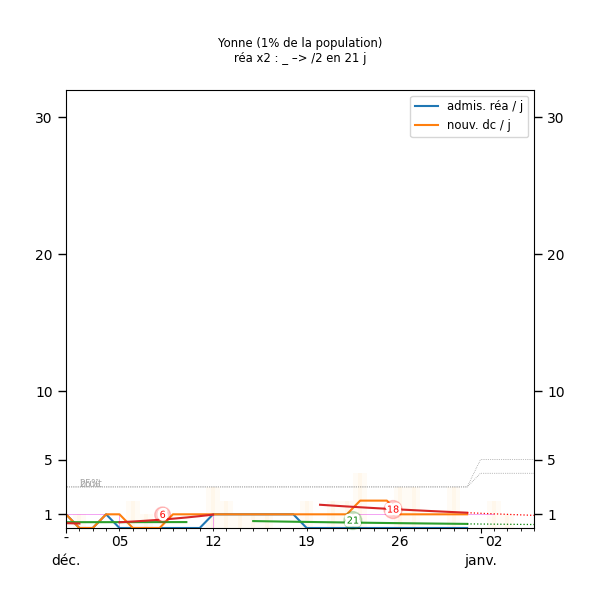 Yonne (1% de la population)
réa x2 : _ –> /2 en 21 j
admis. réa / j
nouv. dc / j
30 30
20 20
10 10
5 5
1 1
6
18
21
- 05 12 19 26 - 02
déc. janv.